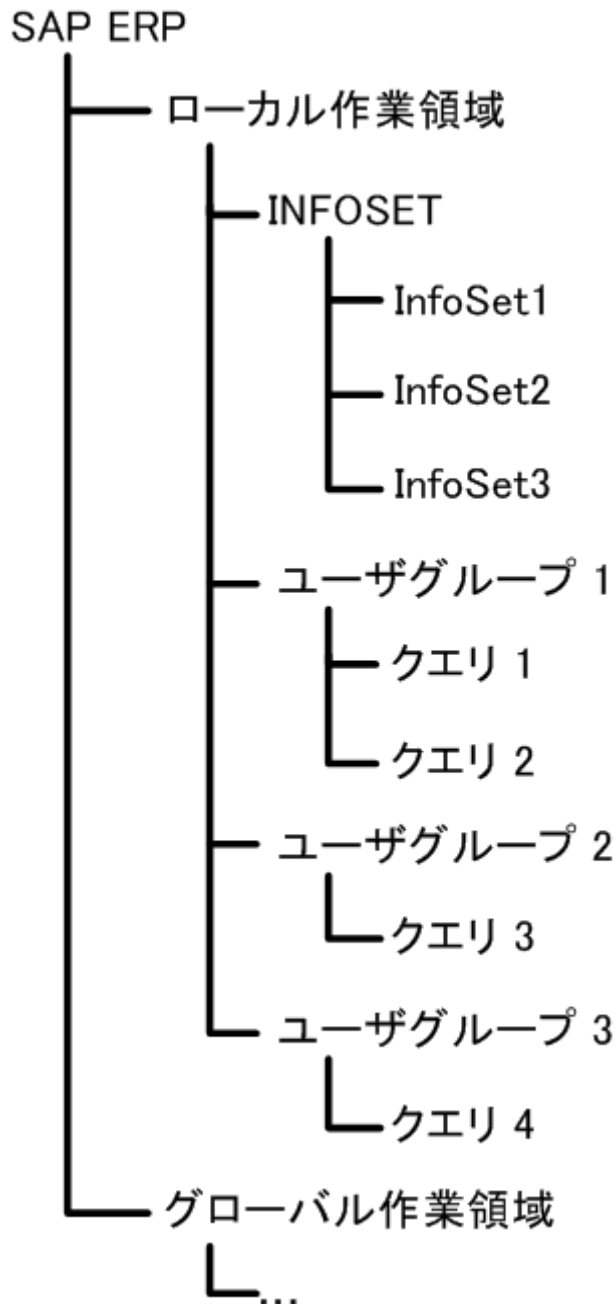 SAP ERP
ローカル作業領域
INFOSET
InfoSet1
InfoSet2
InfoSet3
ユーザグループ 1
クエリ 1
クエリ 2
ユーザグループ 2
クエリ 3
ユーザグループ 3
クエリ 4
グローバル作業領域
...